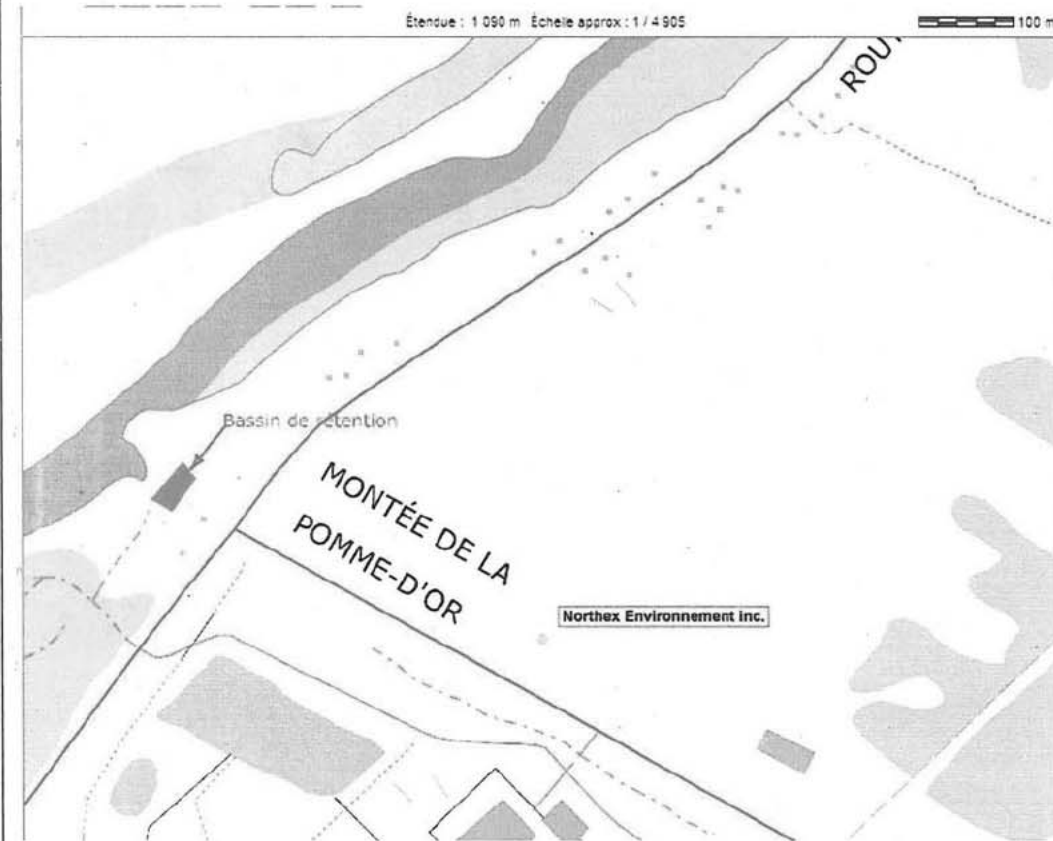 Étendue : 1 090 m Échelle approx : 1 / 4 905
100 m
Bassin de rétention
MONTÉE DE LA
POMME-D'OR
Northex Environnement inc.